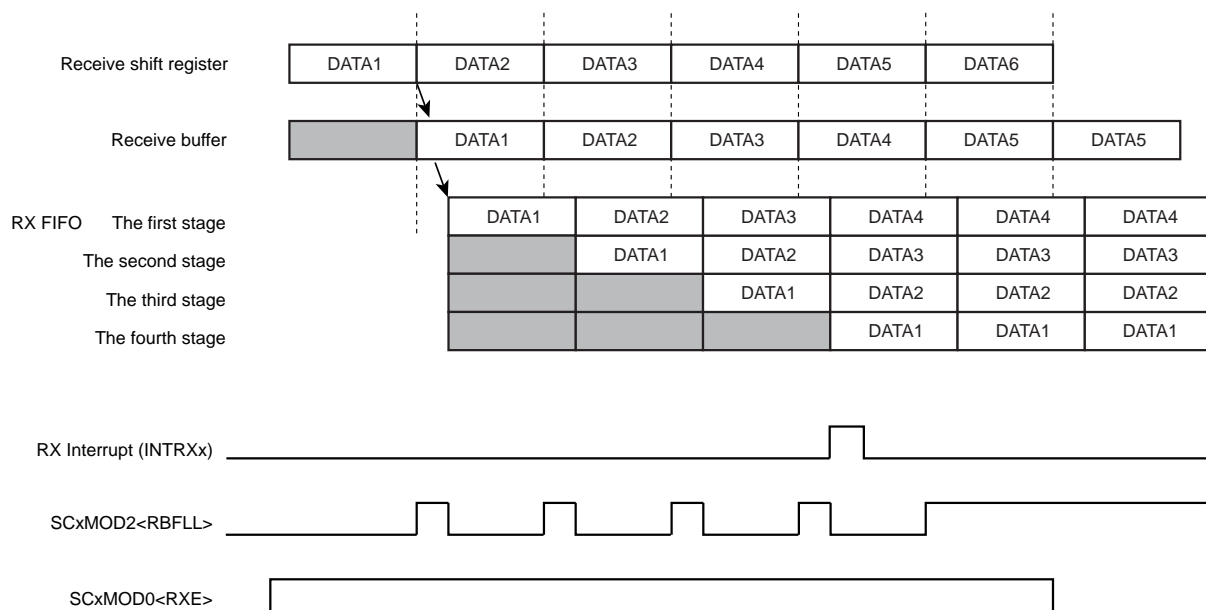 Receive shift register DATA1 DATA2 DATA3 DATA4 DATA5 DATA6
Receive buffer DATA1 DATA2 DATA3 DATA4 DATA5 DATA5
RX FIFO The first stage DATA1 DATA2 DATA3 DATA4 DATA4 DATA4
The second stage DATA1 DATA2 DATA3 DATA3 DATA3
The third stage DATA1 DATA2 DATA2 DATA2
The fourth stage DATA1 DATA1 DATA1
RX Interrupt (INTRXx)
SCxMOD2<RBFLL>
SCxMOD0<RXE>